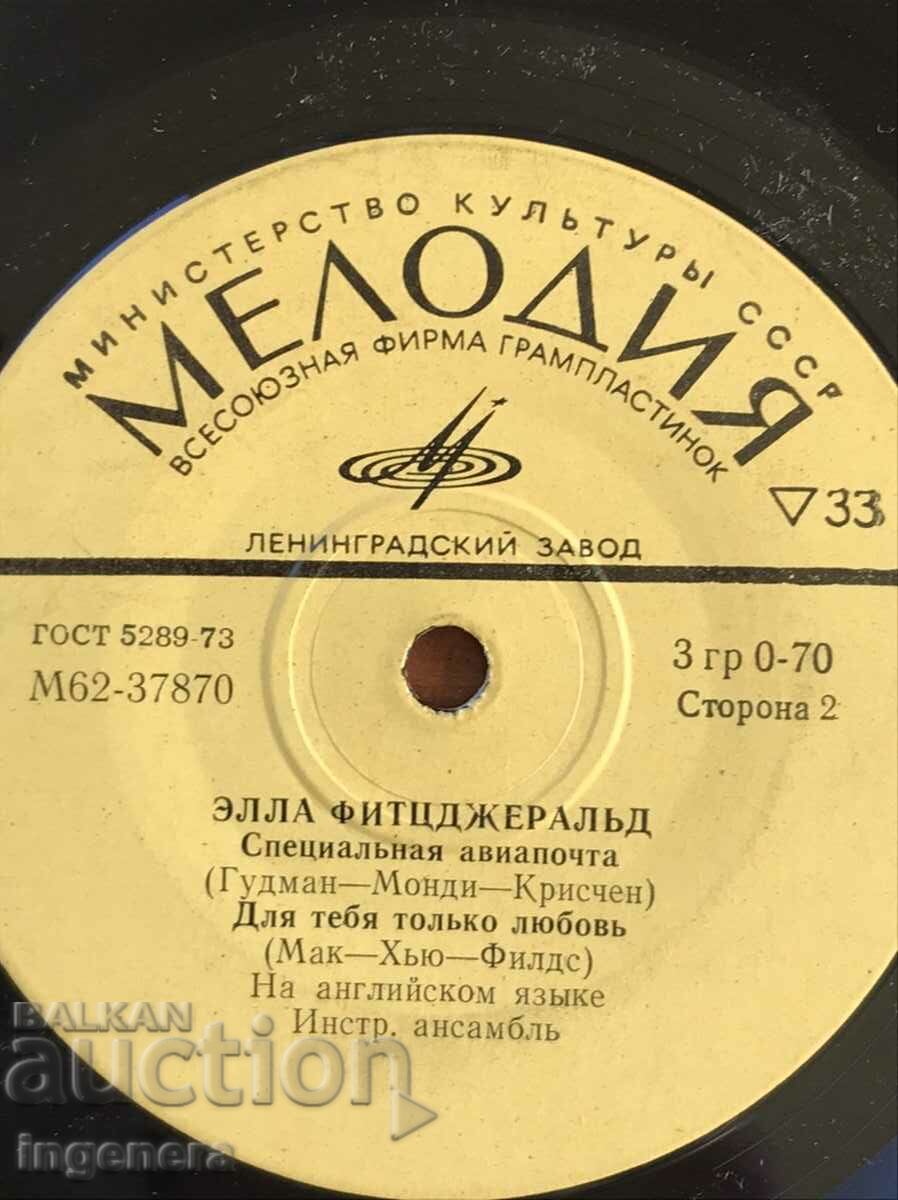 МИНИСТЕРСТВО КУЛЬТУРЫ СССР
МЕЛОДИЯ
ВСЕСОЮЗНАЯ ФИРМА ГРАМПЛАСТИНОК
▽33
ЛЕНИНГРАДСКИЙ ЗАВОД
ГОСТ 5289-73
М62-37870
3 гр 0-70
Сторона 2
ЭЛЛА ФИТЦДЖЕРАЛЬД
Специальная авиапочта
(Гудман—Монди—Крисчен)
Для тебя только любовь
(Мак—Хью—Филдс)
На английском языке
Инстр. ансамбль
BALKAN
auction
ingenera